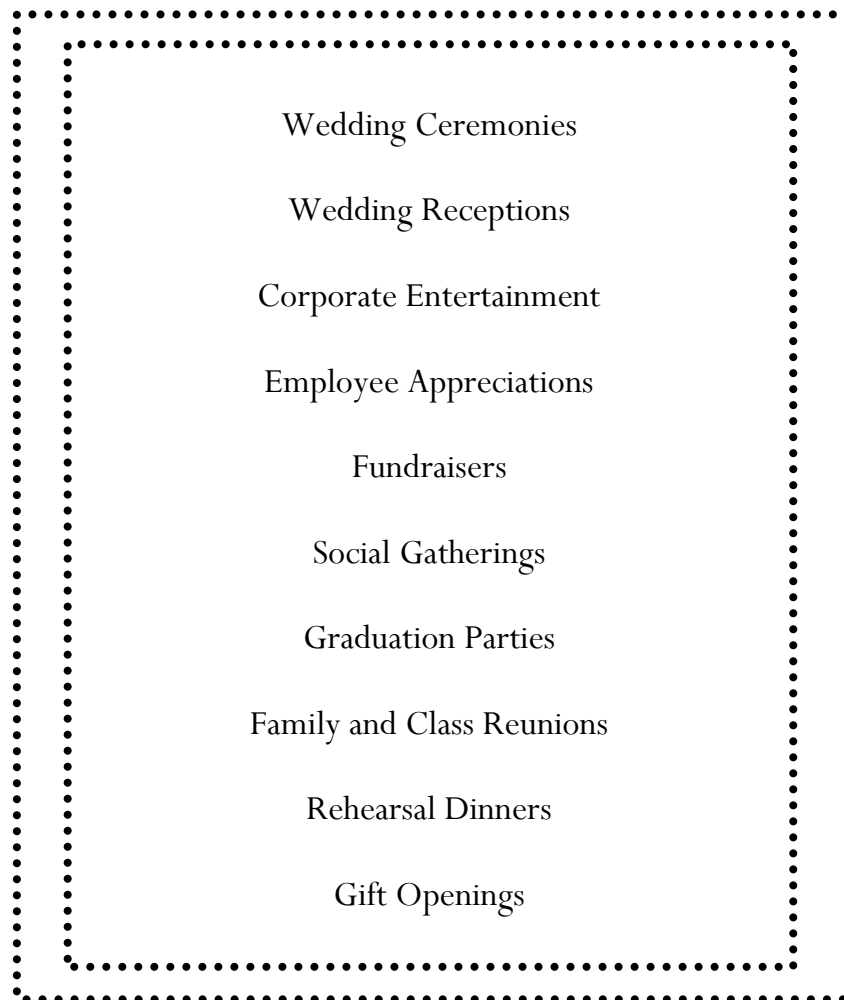 Wedding Ceremonies
Wedding Receptions
Corporate Entertainment
Employee Appreciations
Fundraisers
Social Gatherings
Graduation Parties
Family and Class Reunions
Rehearsal Dinners
Gift Openings